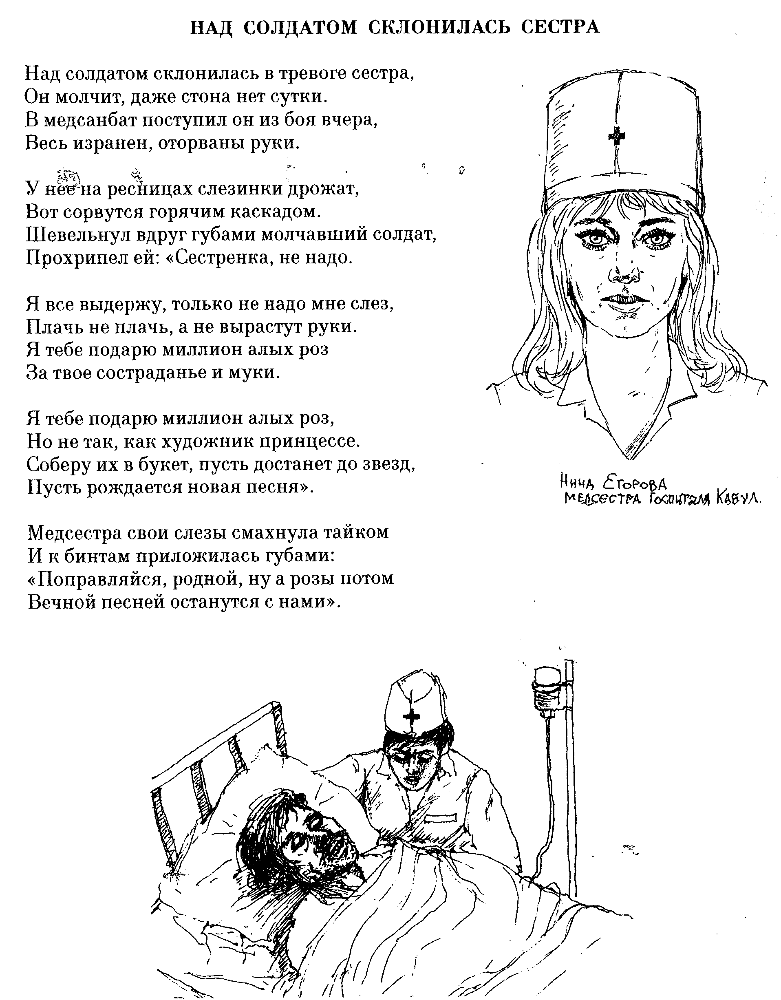 НАД СОЛДАТОМ СКЛОНИЛАСЬ СЕСТРА
Над солдатом склонилась в тревоге сестра,
Он молчит, даже стона нет сутки.
В медсанбат поступил он из боя вчера,
Весь изранен, оторваны руки.
У нее на ресницах слезинки дрожат,
Вот сорвутся горячим каскадом.
Шевельнул вдруг губами молчавший солдат,
Прохрипел ей: «Сестренка, не надо.
Я все выдержу, только не надо мне слез,
Плачь не плачь, а не вырастут руки.
Я тебе подарю миллион алых роз
За твое состраданье и муки.
Я тебе подарю миллион алых роз,
Но не так, как художник принцессе.
Соберу их в букет, пусть достанет до звезд,
Пусть рождается новая песня».
Медсестра свои слезы смахнула тайком
И к бинтам приложилась губами:
«Поправляйся, родной, ну а розы потом
Вечной песней останутся с нами».
Нина Егорова
медсестра госпиталя Кабул.